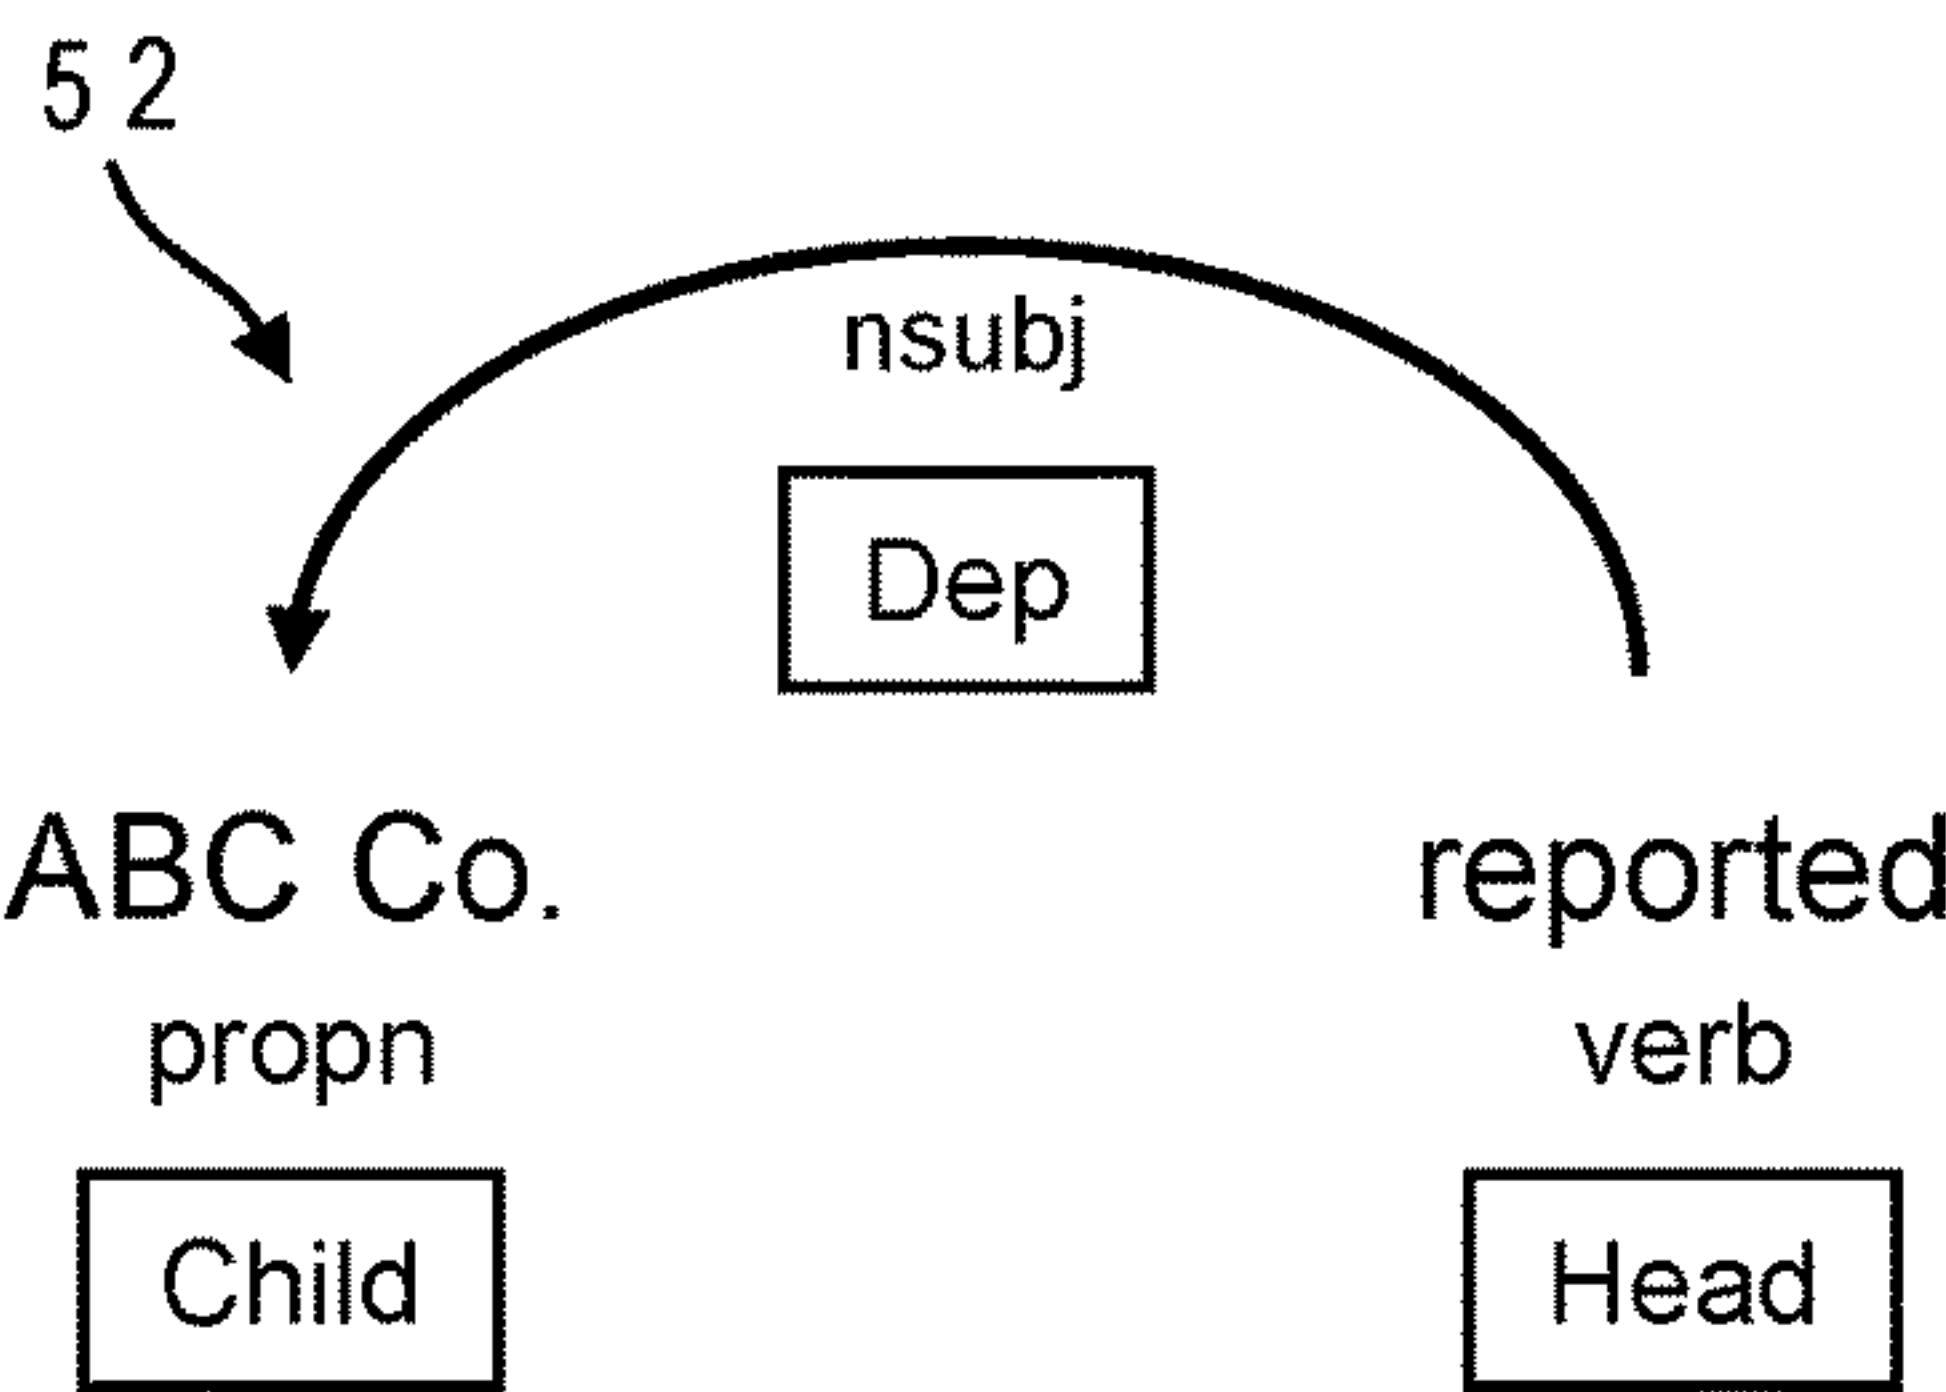 52
nsubj
Dep
ABC Co. reported
propn verb
Child Head